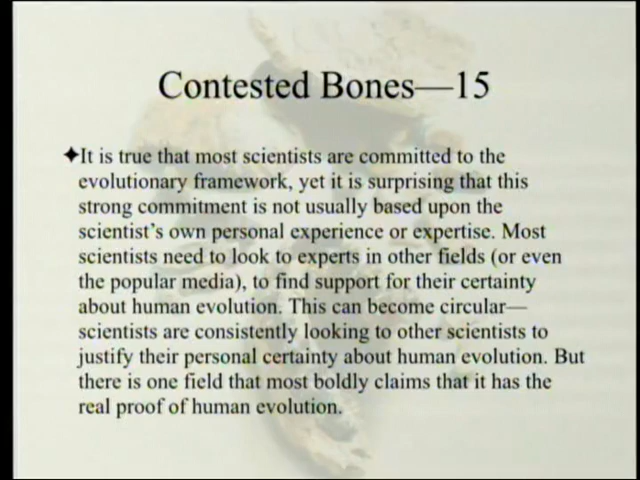 Contested Bones—15
✦It is true that most scientists are committed to the
evolutionary framework, yet it is surprising that this
strong commitment is not usually based upon the
scientist's own personal experience or expertise. Most
scientists need to look to experts in other fields (or even
the popular media), to find support for their certainty
about human evolution. This can become circular—
scientists are consistently looking to other scientists to
justify their personal certainty about human evolution. But
there is one field that most boldly claims that it has the
real proof of human evolution.